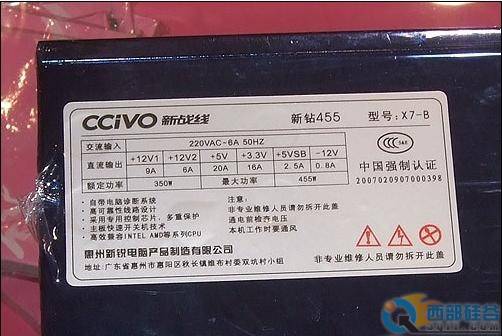 CCiVO 新战线 新钻455 型号: X7-B
交流输入 220VAC-6A 50HZ
直流输出 +12V1 +12V2 +5V +3.3V +5VSB -12V
9A 6A 20A 16A 2.5A 0.8A
额定功率 350W 最大功率 455W
中国强制认证
2007020907000398
·自带电脑诊断系统
·高可靠性线路设计
·采用专用控制芯片，多重保护
·主板快速开关机技术
·高效兼容INTEL AMD等系列CPU
注意:
非专业维修人员请勿拆开此盖
通电前检查电压
本机工作时要通风
惠州新锐电脑产品制造有限公司
地址:广东省惠州市惠阳区秋长镇维布村委双坑村小组
非专业维修人员请勿拆开此盖!
西部硅谷